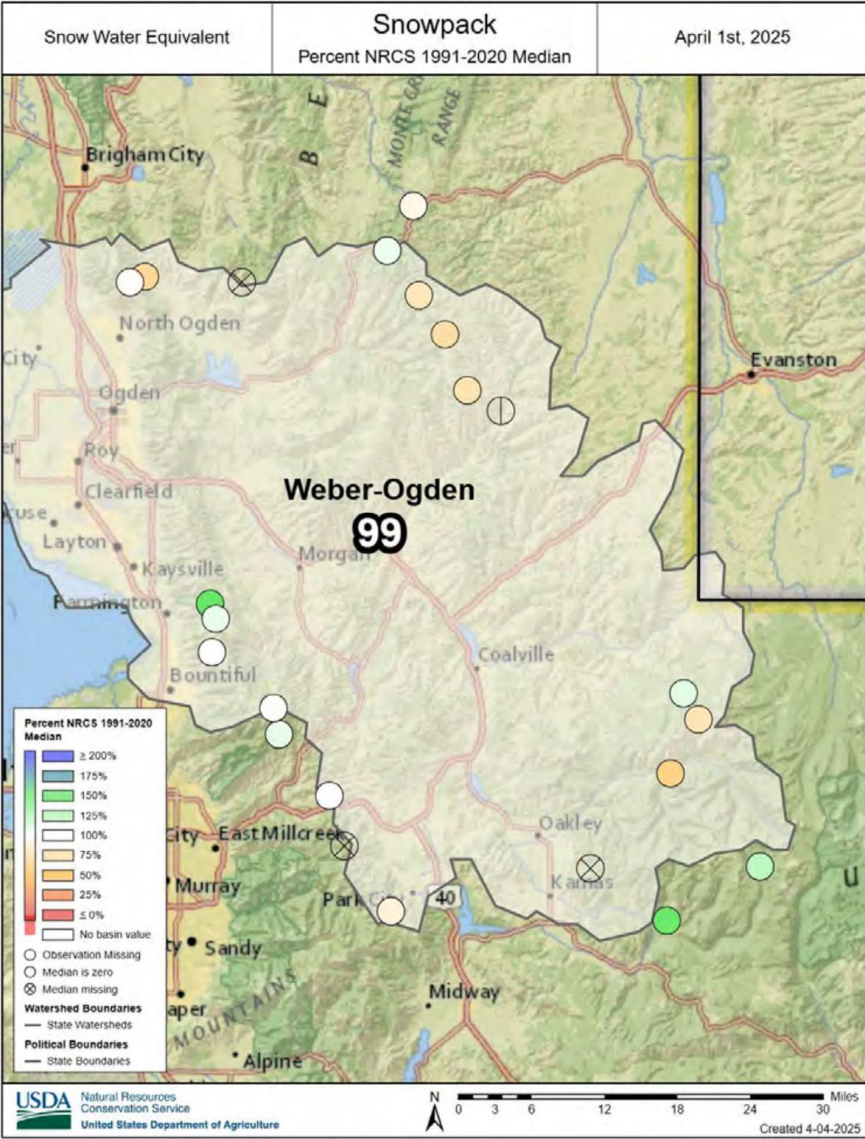 Snow Water Equivalent
Snowpack
Percent NRCS 1991-2020 Median
April 1st, 2025
B
E
MONTE
RANGE
Brigham City
North Ogden
City
Evanston
Ogden
Roy
Clearfield
Weber-Ogden
99
Layton
Morgan
Kaysville
Farmington
Coalville
Bountiful
Percent NRCS 1991-2020
Median
≥ 200%
175%
150%
125%
100%
75%
50%
25%
≤ 0%
No basin value
Observation Missing
Median is zero
Median missing
Watershed Boundaries
State Watersheds
Political Boundaries
State Boundaries
City
East Millcreek
Oakley
Murray
Kamas
U
Park City
40
Sandy
Midway
MOUNTAINS
Alpine
USDA
Natural Resources
Conservation Service
United States Department of Agriculture
N
Miles
0 3 6 12 18 24 30
Created 4-04-2025